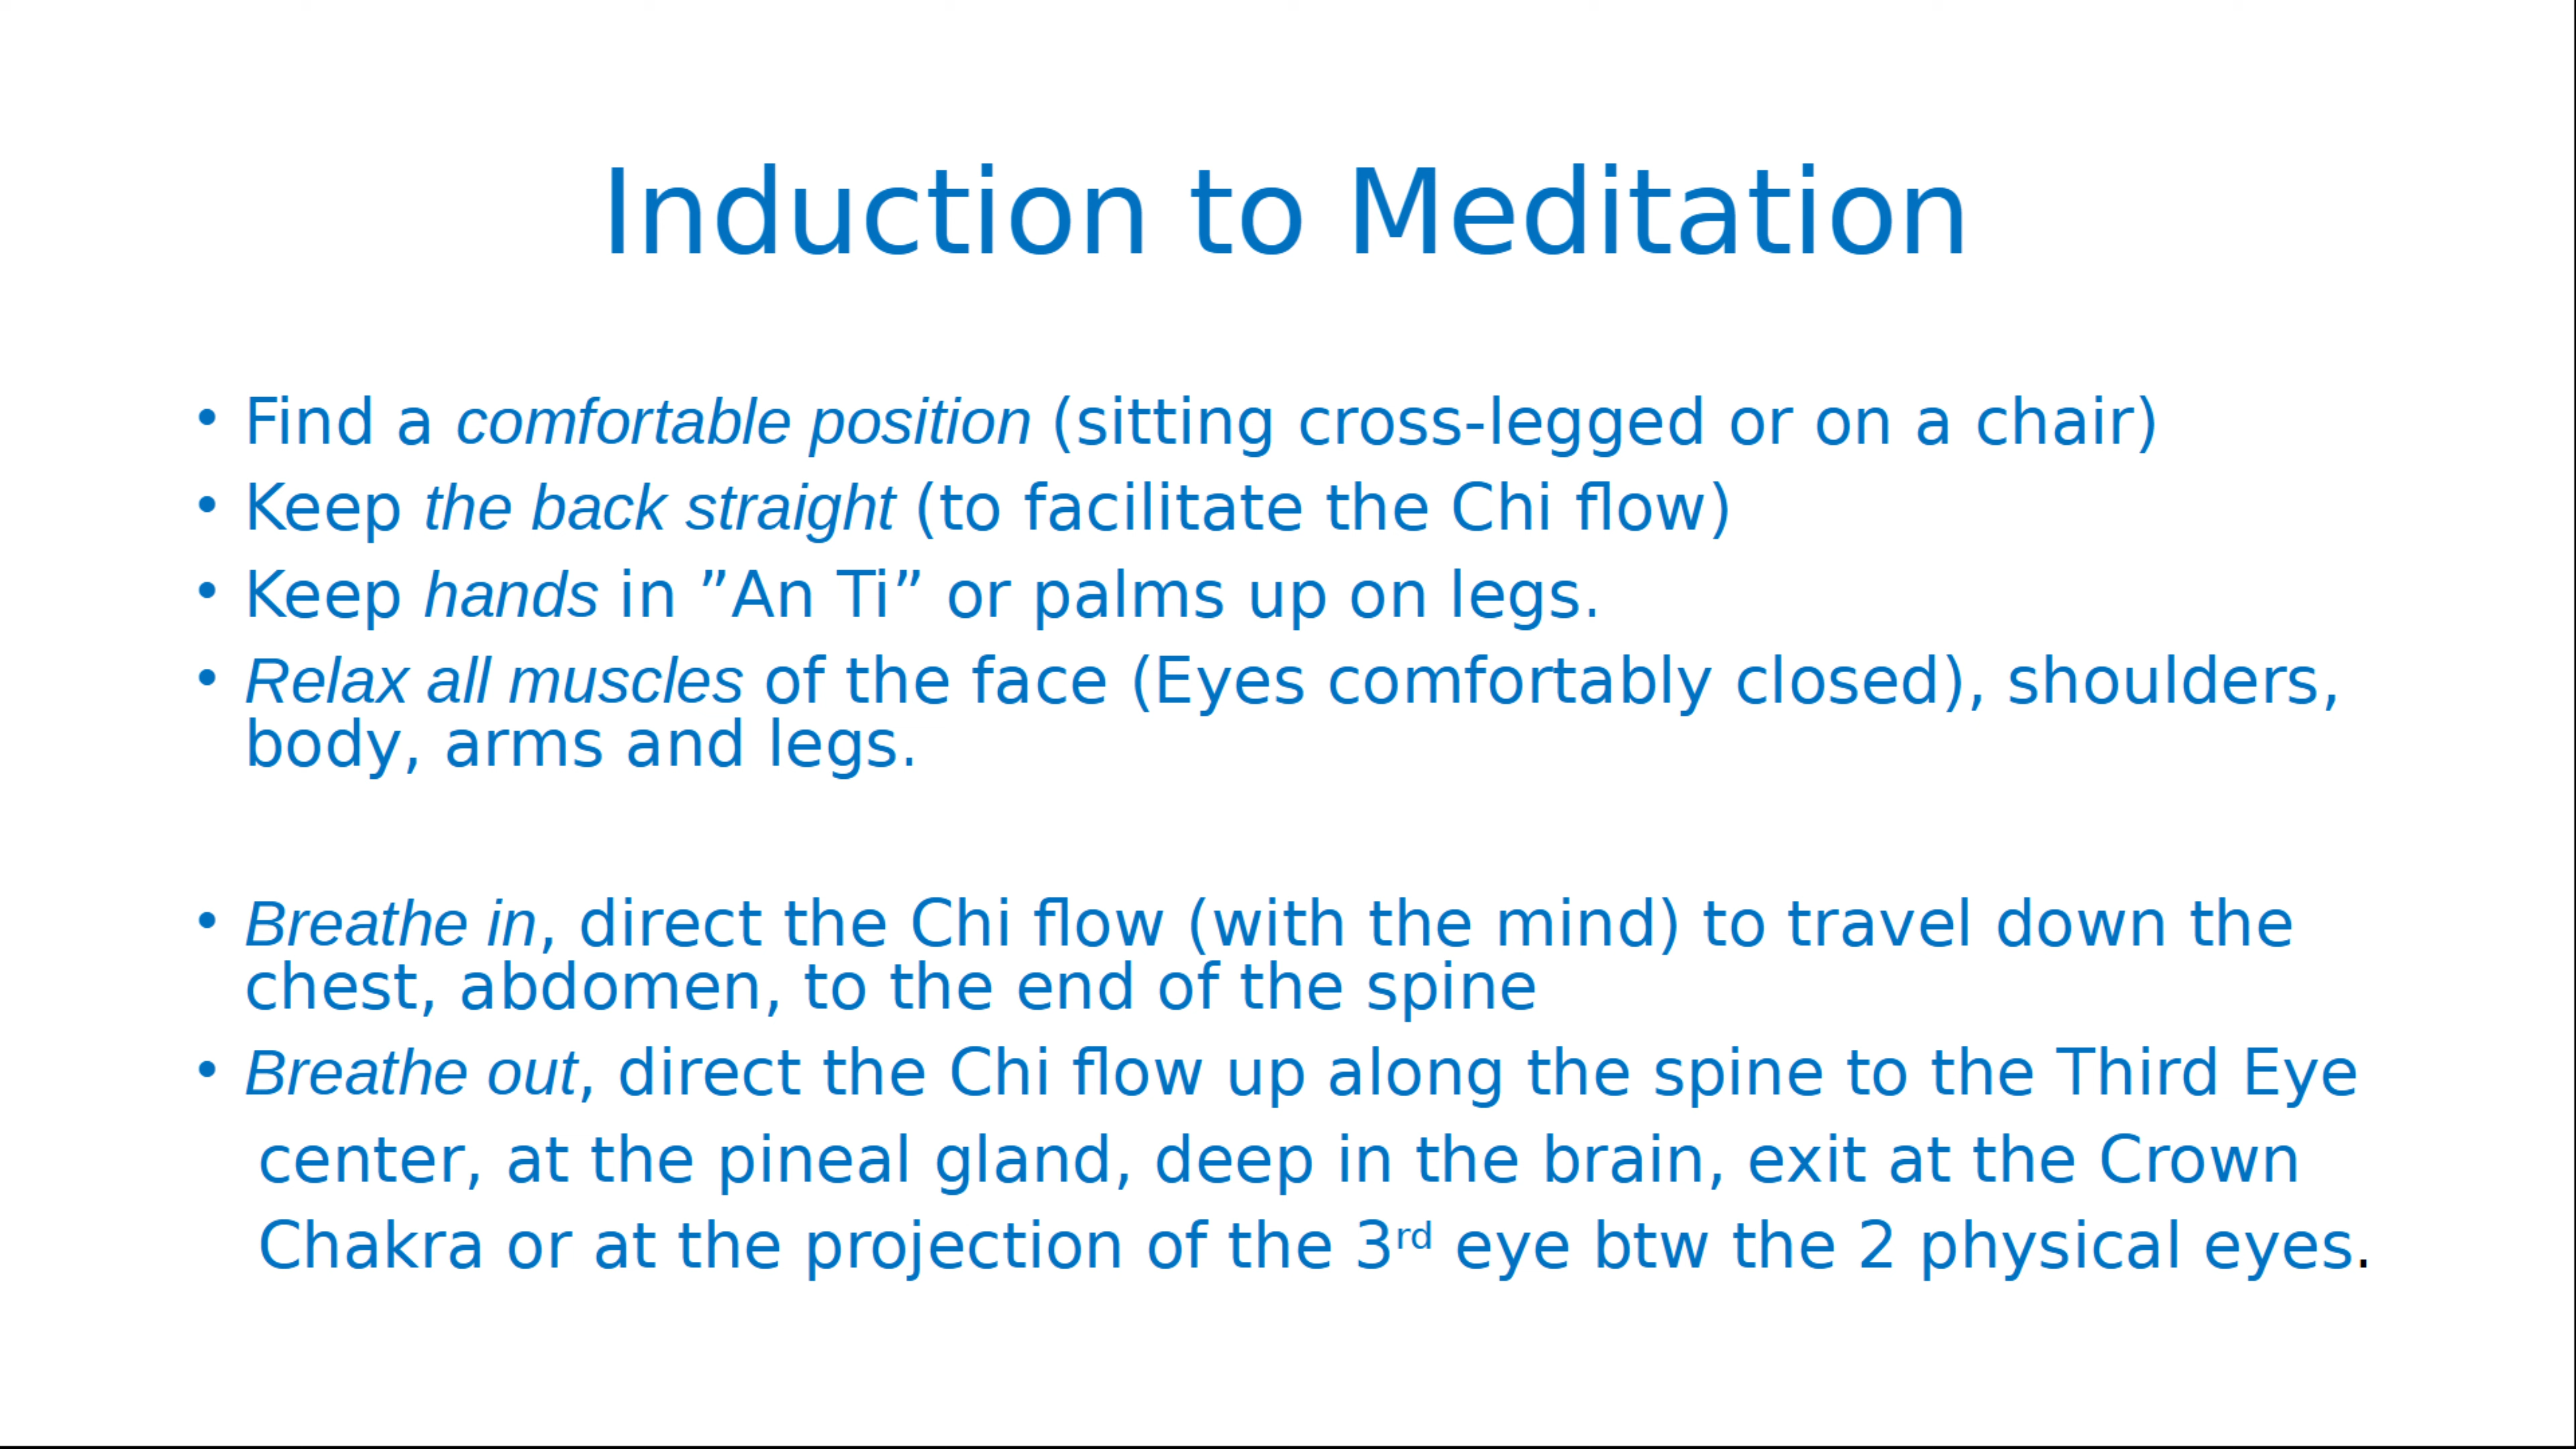 Induction to Meditation
• Find a comfortable position (sitting cross-legged or on a chair)
• Keep the back straight (to facilitate the Chi flow)
• Keep hands in ”An Ti” or palms up on legs.
• Relax all muscles of the face (Eyes comfortably closed), shoulders,
body, arms and legs.
• Breathe in, direct the Chi flow (with the mind) to travel down the
chest, abdomen, to the end of the spine
• Breathe out, direct the Chi flow up along the spine to the Third Eye
center, at the pineal gland, deep in the brain, exit at the Crown
Chakra or at the projection of the 3rd eye btw the 2 physical eyes.